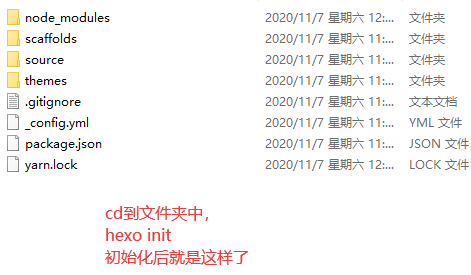 node_modules 2020/11/7 星期六 12:... 文件夹
scaffolds 2020/11/7 星期六 11:... 文件夹
source 2020/11/7 星期六 11:... 文件夹
themes 2020/11/7 星期六 11:... 文件夹
.gitignore 2020/11/7 星期六 11:... 文本文档
_config.yml 2020/11/7 星期六 11:... YML 文件
package.json 2020/11/7 星期六 11:... JSON 文件
yarn.lock 2020/11/7 星期六 12:... LOCK 文件
cd到文件夹中,
hexo init
初始化后就是这样了